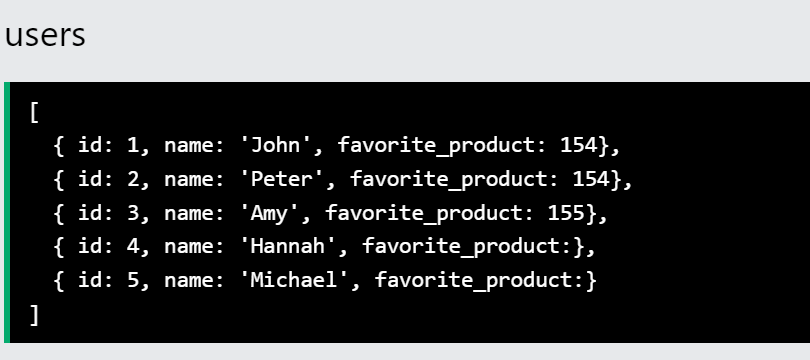 users
[
  { id: 1, name: 'John', favorite_product: 154},
  { id: 2, name: 'Peter', favorite_product: 154},
  { id: 3, name: 'Amy', favorite_product: 155},
  { id: 4, name: 'Hannah', favorite_product:},
  { id: 5, name: 'Michael', favorite_product:}
]